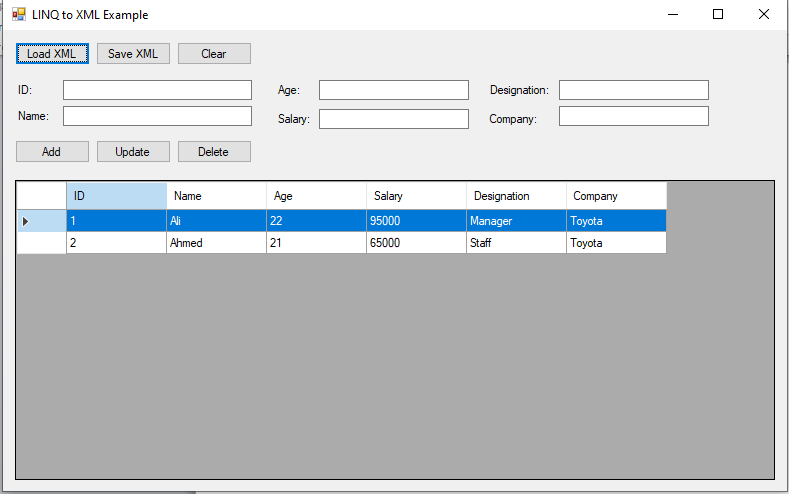 LINQ to XML Example
Load XML Save XML Clear
ID: Age: Designation:
Name: Salary: Company:
Add Update Delete
ID Name Age Salary Designation Company
1 Ali 22 95000 Manager Toyota
2 Ahmed 21 65000 Staff Toyota